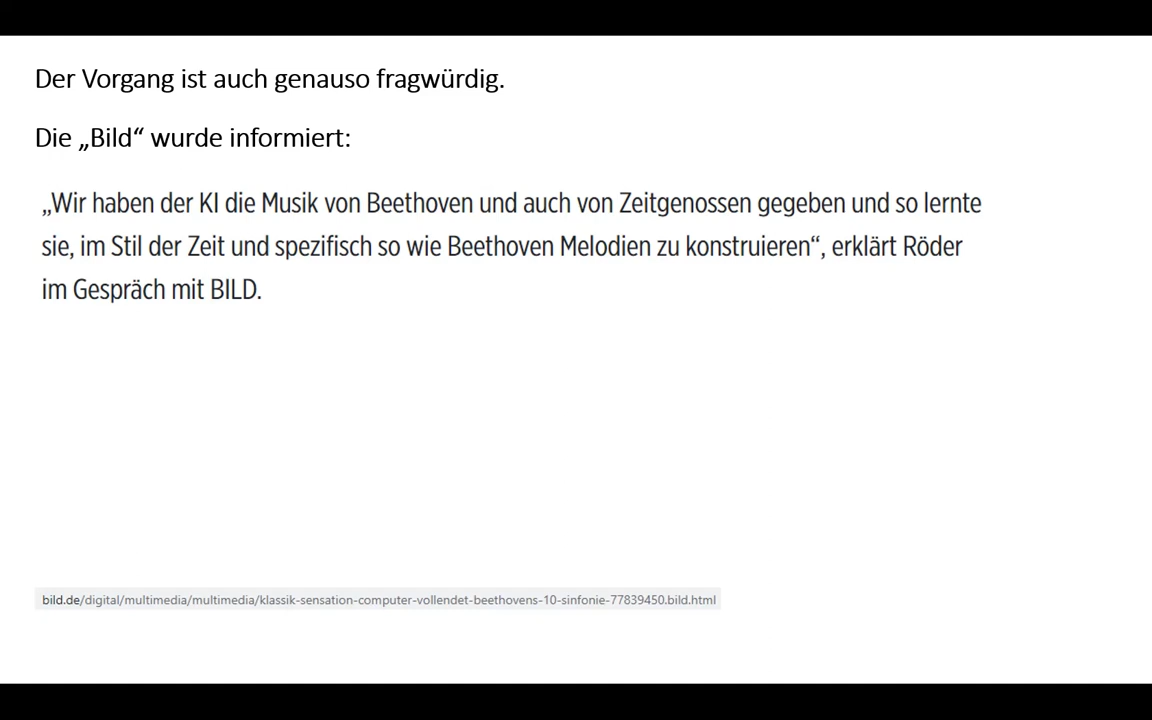 Der Vorgang ist auch genauso fragwürdig.
Die „Bild“ wurde informiert:
„Wir haben der KI die Musik von Beethoven und auch von Zeitgenossen gegeben und so lernte
sie, im Stil der Zeit und spezifisch so wie Beethoven Melodien zu konstruieren“, erklärt Röder
im Gespräch mit BILD.
bild.de/digital/multimedia/multimedia/klassik-sensation-computer-vollendet-beethovens-10-sinfonie-77839450.bild.html